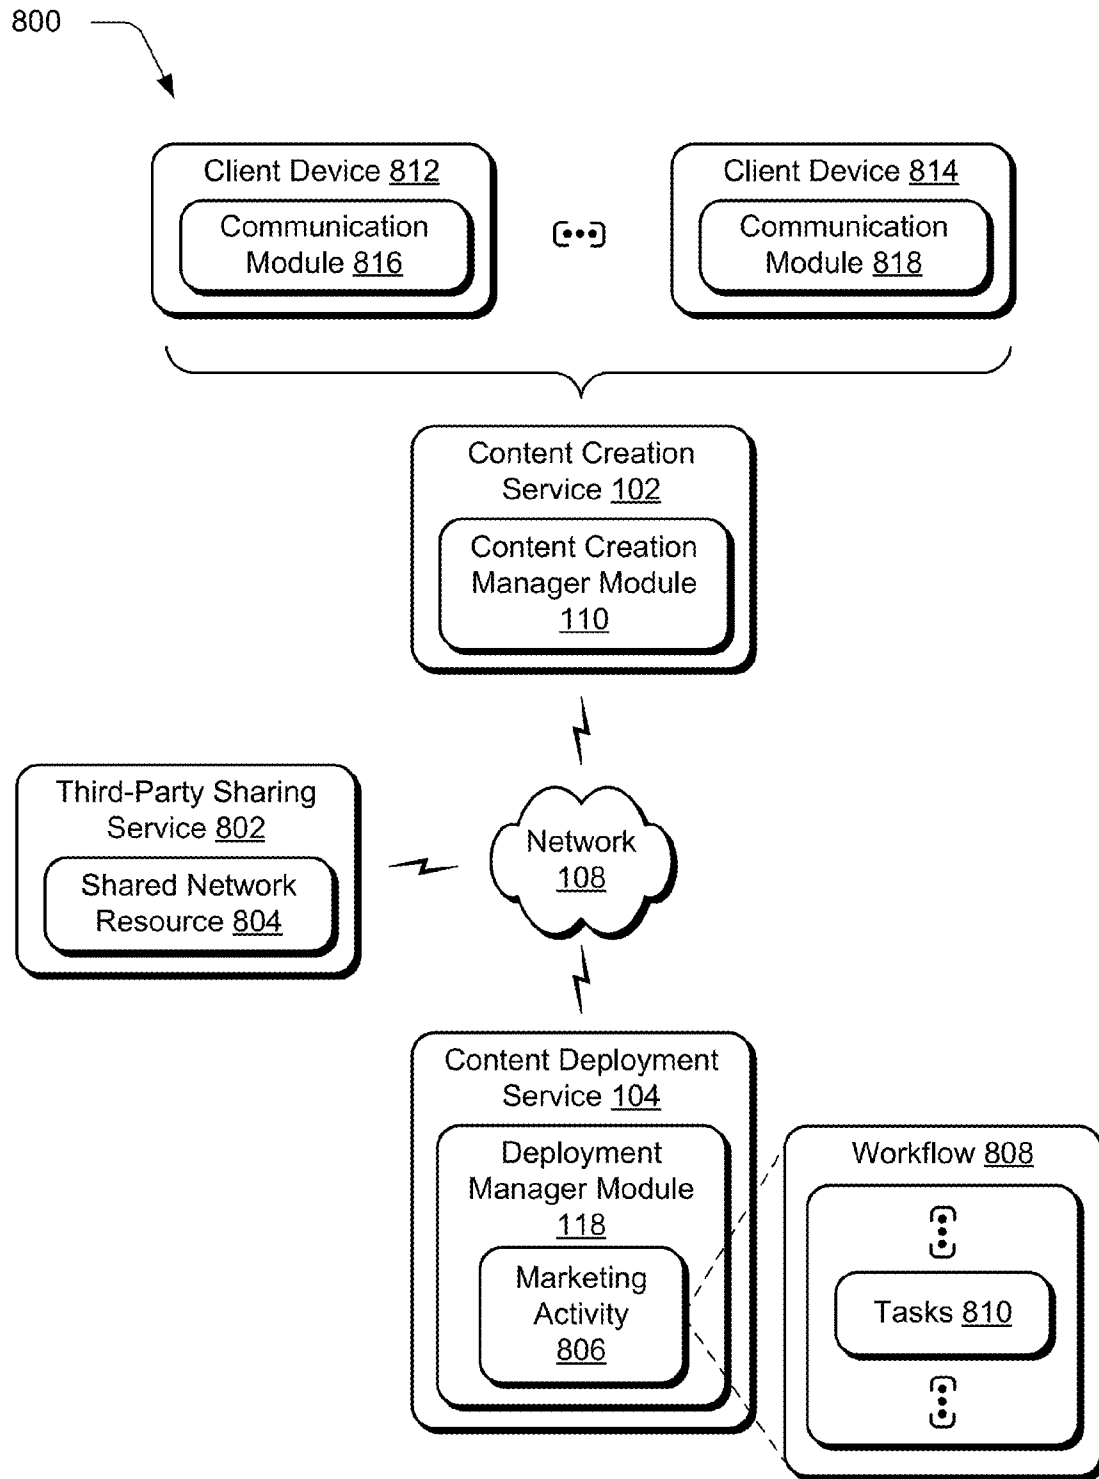 800
Client Device 812
Communication
Module 816
Client Device 814
Communication
Module 818
Content Creation
Service 102
Content Creation
Manager Module
110
Third-Party Sharing
Service 802
Shared Network
Resource 804
Network
108
Content Deployment
Service 104
Deployment
Manager Module
118
Marketing
Activity
806
Workflow 808
Tasks 810